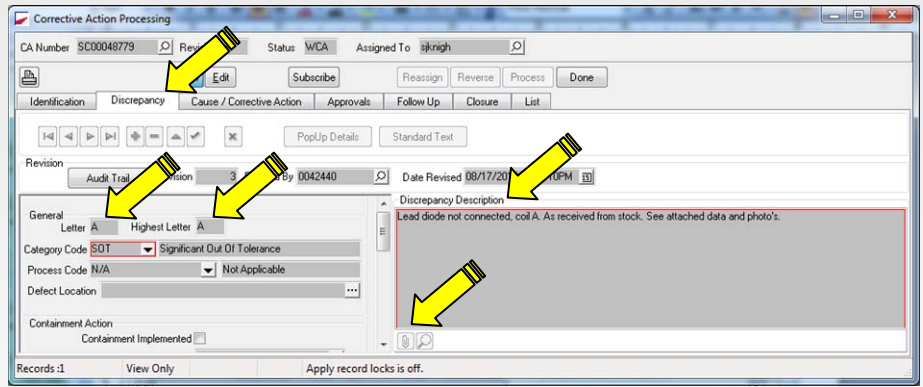 Corrective Action Processing
CA Number SC00048779 Status WCA Assigned To sjknigh
Edit Subscribe Reassign Reverse Process Done
Identification Discrepancy Cause / Corrective Action Approvals Follow Up Closure List
PopUp Details Standard Text
Revision
Audit Trail 3 By 0042440 Date Revised 08/17/20
Discrepancy Description
Lead diode not connected, coil A. As received from stock. See attached data and photo's.
General
Letter A Highest Letter A
Category Code SOT Significant Out Of Tolerance
Process Code N/A Not Applicable
Defect Location ...
Containment Action
Containment Implemented
Records :1 View Only Apply record locks is off.